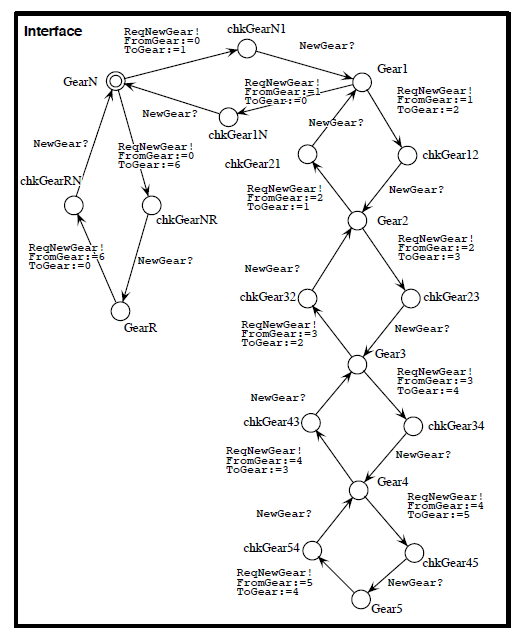 Interface
ReqNewGear!
FromGear:=0
ToGear:=1
chkGearN1
NewGear?
GearN
Gear1
ReqNewGear!
FromGear:=1
ToGear:=0
ReqNewGear!
FromGear:=1
ToGear:=2
NewGear?
chkGear1N
NewGear?
NewGear?
ReqNewGear!
FromGear:=0
ToGear:=6
chkGear21
chkGear12
chkGearRN
ReqNewGear!
FromGear:=2
ToGear:=1
NewGear?
chkGearNR
Gear2
ReqNewGear!
FromGear:=6
ToGear:=0
NewGear?
ReqNewGear!
FromGear:=2
ToGear:=3
NewGear?
chkGear32
chkGear23
GearR
ReqNewGear!
FromGear:=3
ToGear:=2
NewGear?
Gear3
ReqNewGear!
FromGear:=3
ToGear:=4
NewGear?
chkGear43
chkGear34
ReqNewGear!
FromGear:=4
ToGear:=3
NewGear?
Gear4
ReqNewGear!
FromGear:=4
ToGear:=5
NewGear?
chkGear54
chkGear45
ReqNewGear!
FromGear:=5
ToGear:=4
NewGear?
Gear5